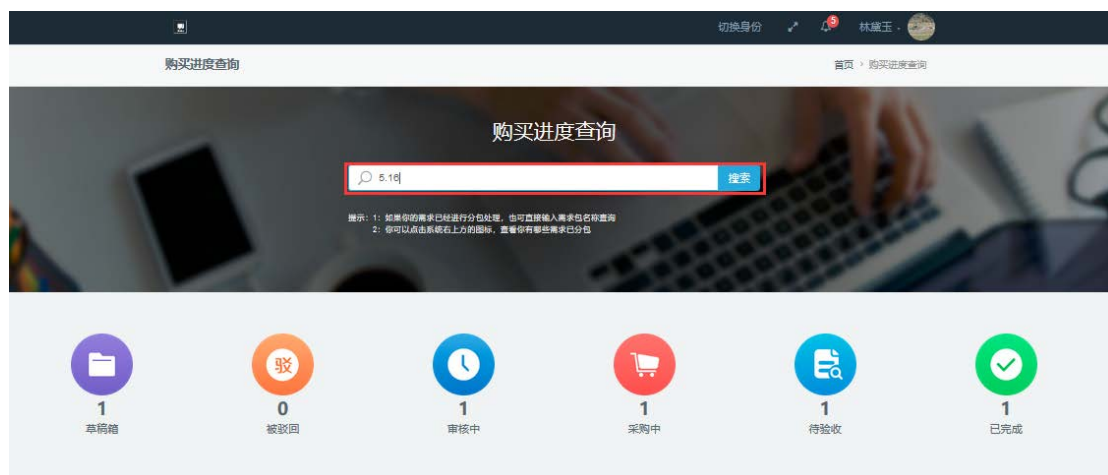 切换身份
5
林黛玉
购买进度查询
首页 > 购买进度查询
购买进度查询
5.16
搜索
提示：1：如果你的需求已经进行分包处理，也可直接输入需求包名称查询
2：你可以点击系统右上方的图标，查看你有哪些需求已分包
驳
1
0
1
1
1
1
草稿箱
被驳回
审核中
采购中
待验收
已完成